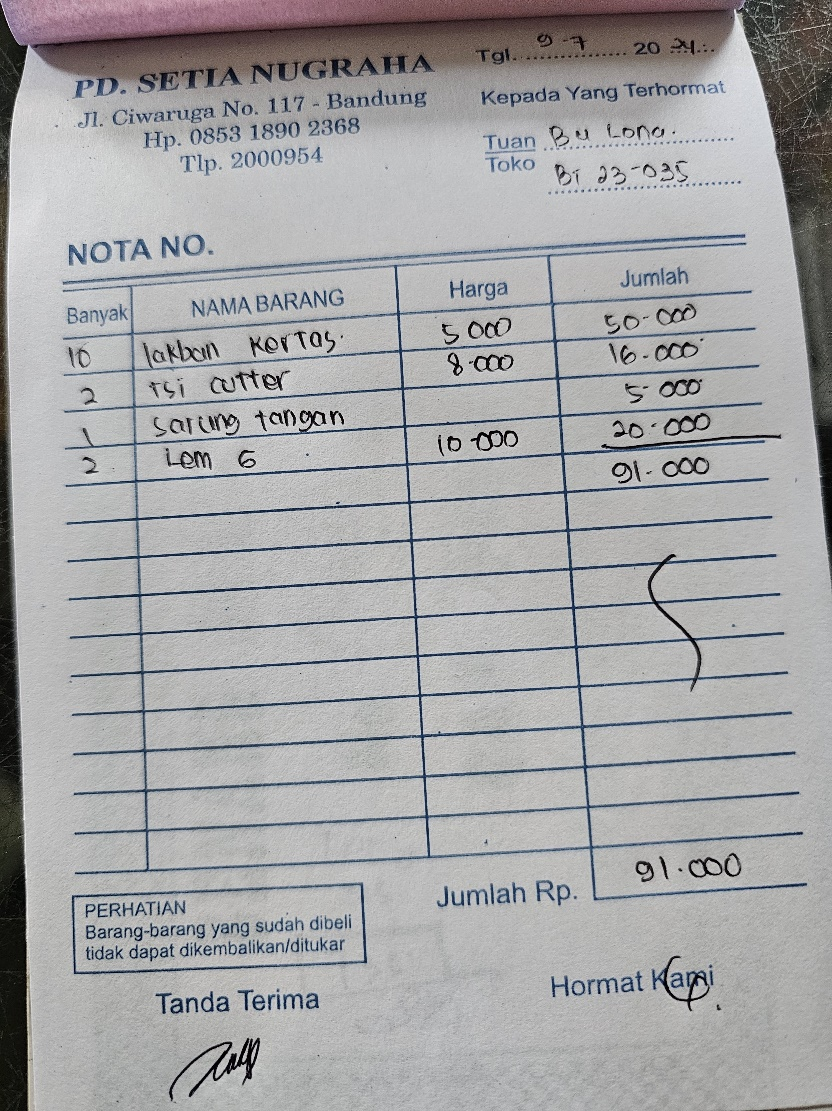 PD. SETIA NUGRAHA
Jl. Ciwaruga No. 117 - Bandung
Hp. 0853 1890 2368
Tlp. 2000954
Tgl. 9-7 20 24
Kepada Yang Terhormat
Tuan Bu Lona.
Toko BT 23-035
NOTA NO.
Banyak NAMA BARANG Harga Jumlah
10 lakban kertas. 5000 50.000
2 isi cutter 8.000 16.000
1 sarung tangan 5.000
2 Lem G 10.000 20.000
91.000
Jumlah Rp. 91.000
PERHATIAN
Barang-barang yang sudah dibeli
tidak dapat dikembalikan/ditukar
Tanda Terima Hormat Kami